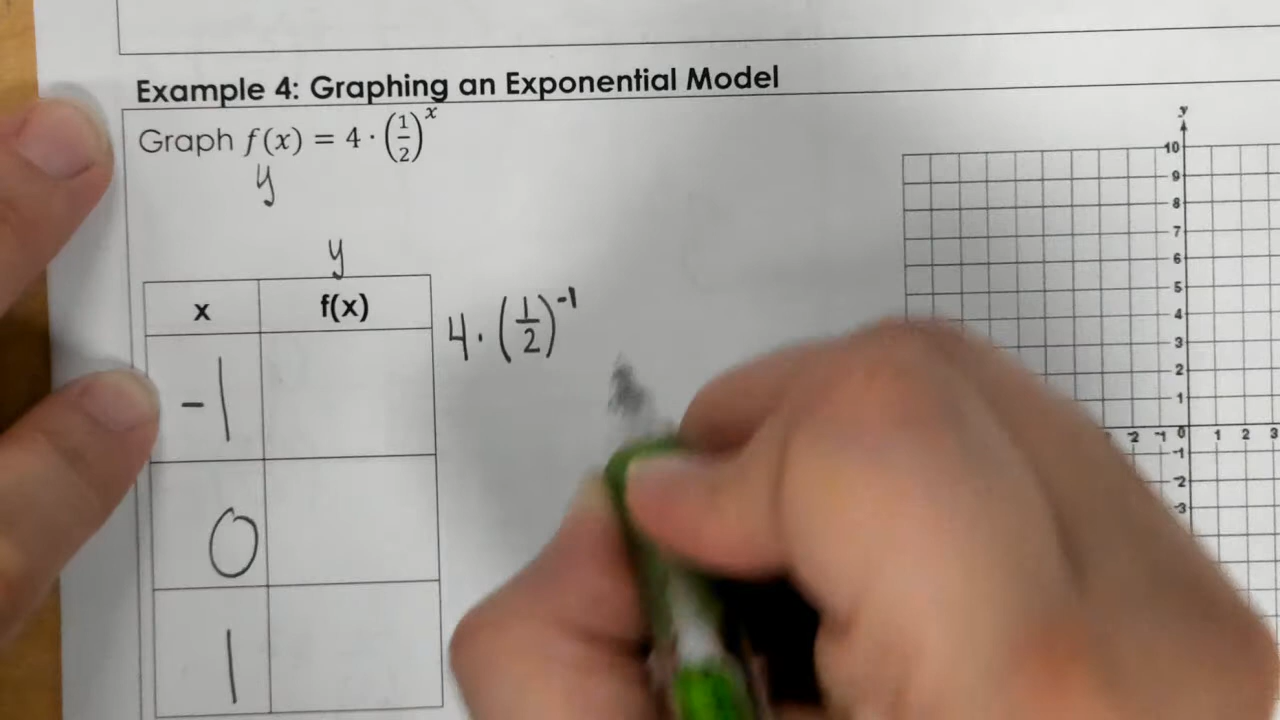 Example 4: Graphing an Exponential Model
Graph f(x) = 4 · (1/2)^x
y
y
x f(x)
4 · (1/2)^-1
-1
0
1
y
10
9
8
7
6
5
4
3
2
1
-2 -1 0 1 2 3
-1
-2
-3